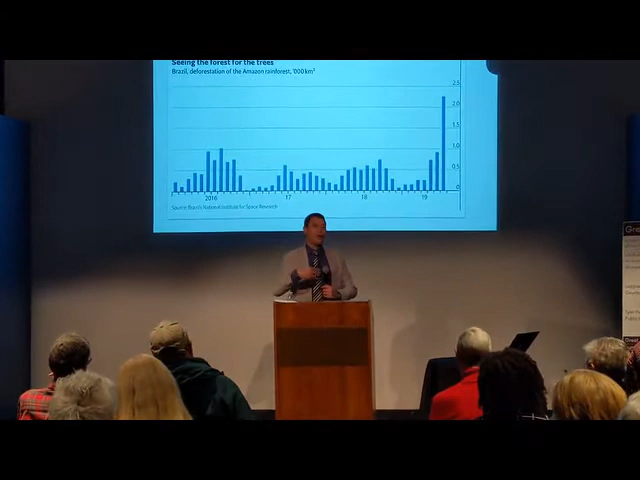 Seeing the forest for the trees
Brazil, deforestation of the Amazon rainforest, '000 km²
2.5
2.0
1.5
1.0
0.5
0
2016
17
18
19
Source: Brazil's National Institute for Space Research
Gra